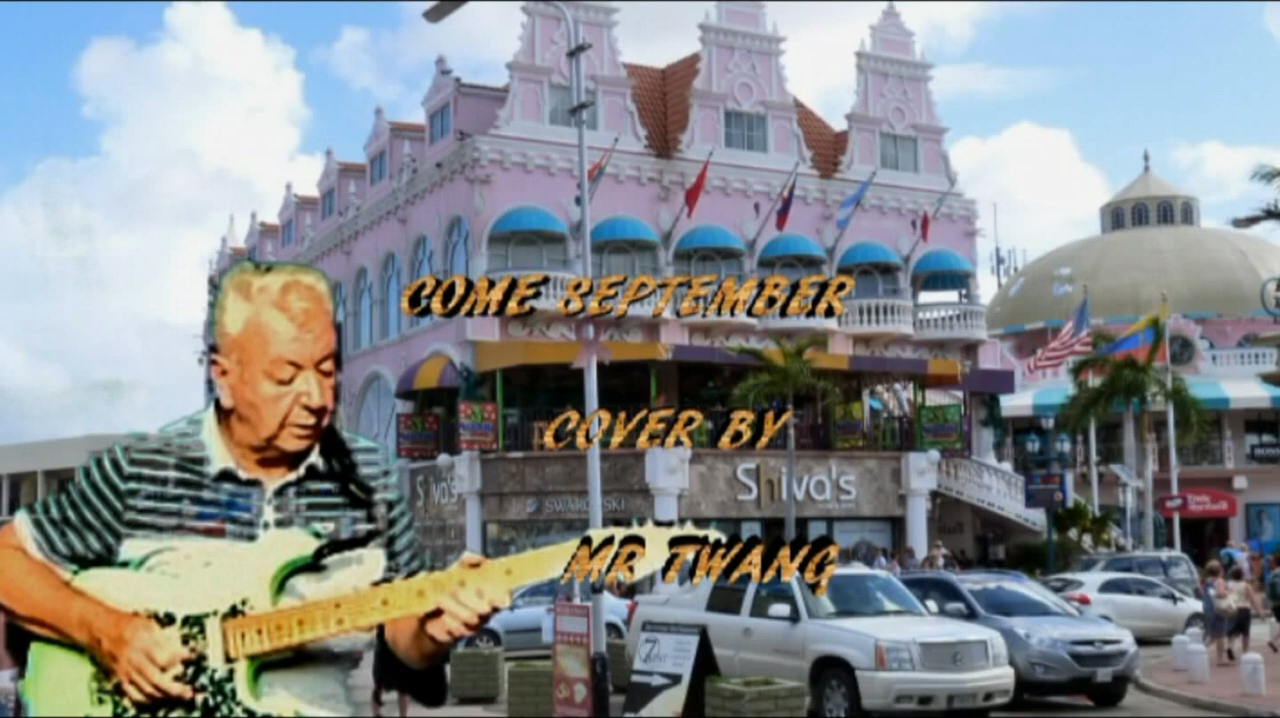 COME SEPTEMBER
COVER BY
Shiva's
SWAROVSKI
MR TWANG